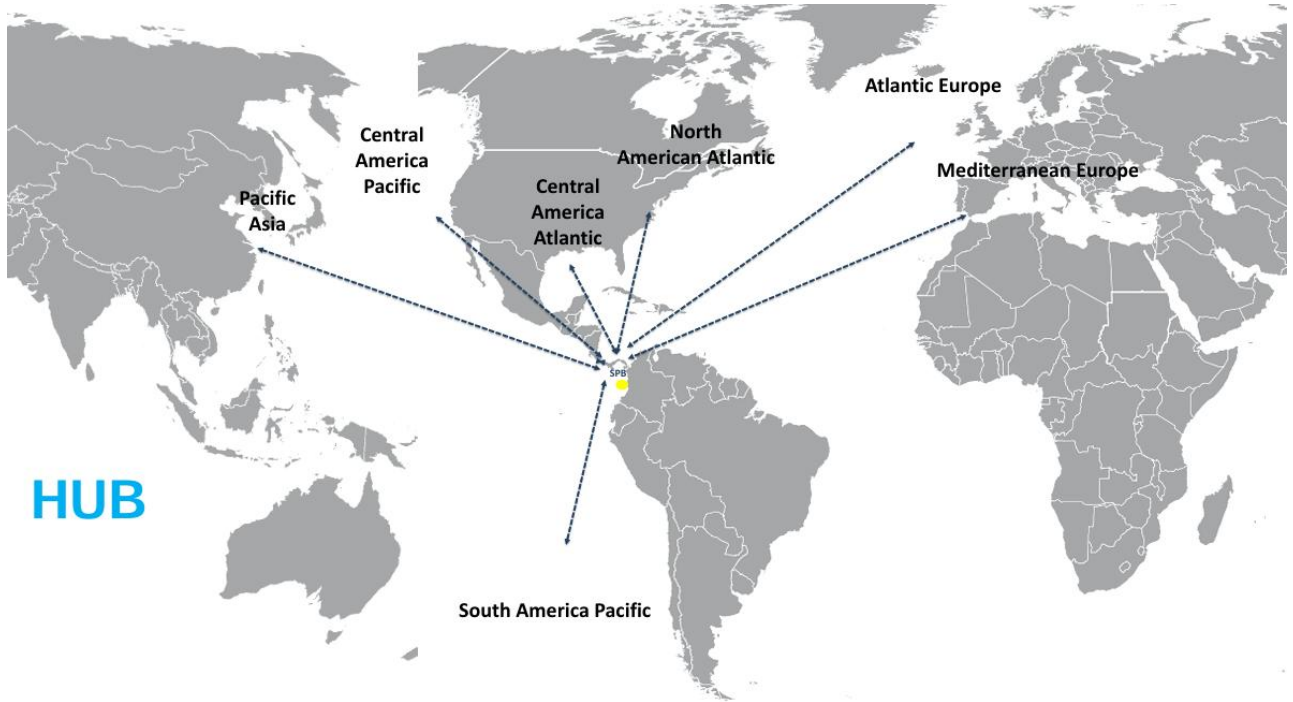 Atlantic Europe
Central
America
Pacific
North
American Atlantic
Mediterranean Europe
Pacific
Asia
Central
America
Atlantic
SPB
HUB
South America Pacific